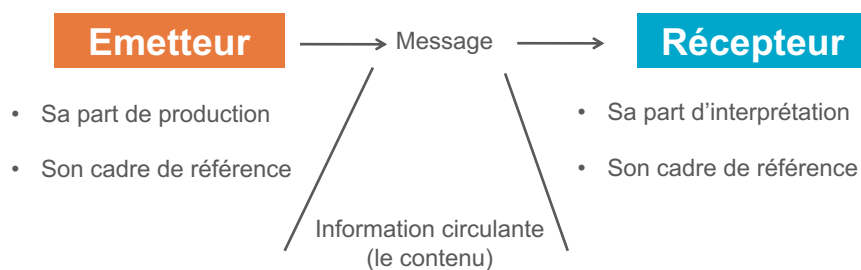 Emetteur
Message
Récepteur
• Sa part de production
• Son cadre de référence
• Sa part d'interprétation
• Son cadre de référence
Information circulante
(le contenu)